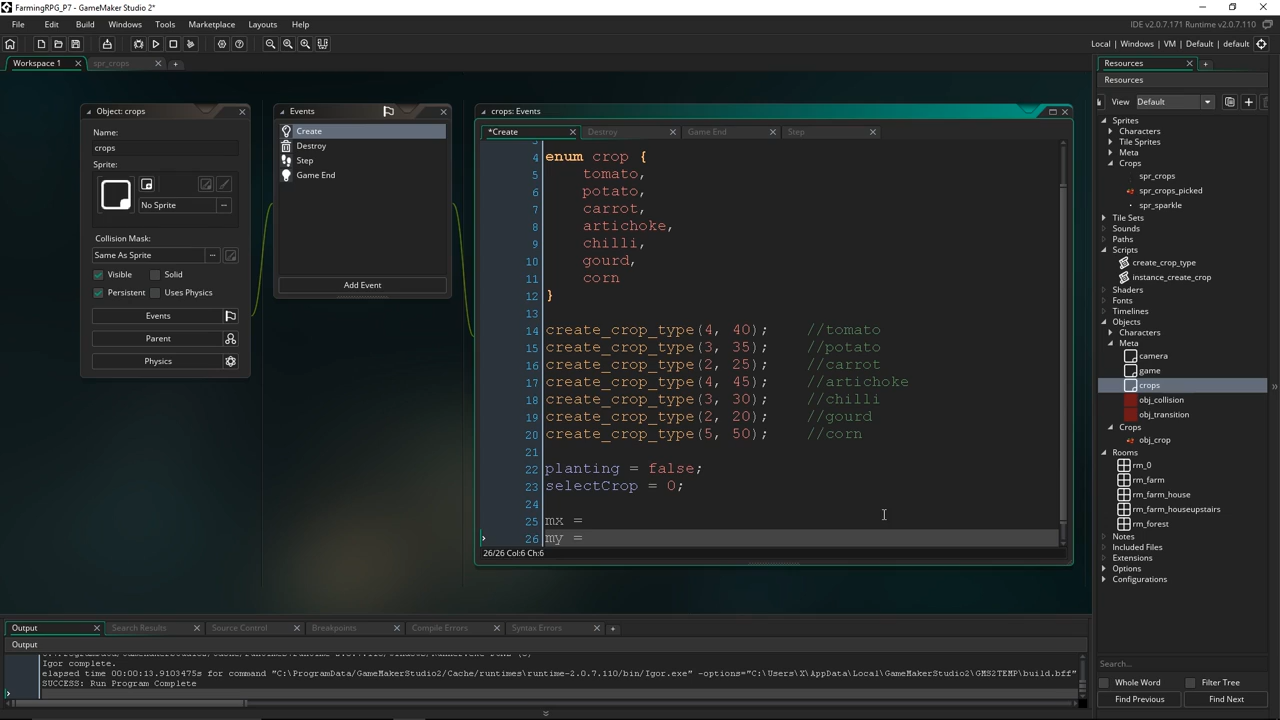 FarmingRPG_P7 - GameMaker Studio 2*
File Edit Build Windows Tools Marketplace Layouts Help Create
IDE v2.0.7.171 Runtime v2.0.7.110
Local | Windows | VM | Default | default
Workspace 1
spr_crops
Object: crops
Name:
crops
Sprite:
No Sprite
Collision Mask:
Same As Sprite
Visible
Solid
Persistent
Uses Physics
Events
Parent
Physics
Events
Create
Destroy
Step
Game End
Add Event
crops: Events
*Create
Destroy
Game End
Step
4 enum crop {
5 tomato,
6 potato,
7 carrot,
8 artichoke,
9 chilli,
10 gourd,
11 corn
12 }
13
14 create_crop_type(4, 40); //tomato
15 create_crop_type(3, 35); //potato
16 create_crop_type(2, 25); //carrot
17 create_crop_type(4, 45); //artichoke
18 create_crop_type(3, 30); //chilli
19 create_crop_type(2, 20); //gourd
20 create_crop_type(5, 50); //corn
21
22 planting = false;
23 selectCrop = 0;
24
25 mx =
26 my =
26/26 Col:6 Ch:6
Resources
Resources
View Default
Sprites
Characters
Tile Sprites
Meta
Crops
spr_crops
spr_crops_picked
spr_sparkle
Tile Sets
Sounds
Paths
Scripts
create_crop_type
instance_create_crop
Shaders
Fonts
Timelines
Objects
Characters
Meta
camera
game
crops
obj_collision
obj_transition
Crops
obj_crop
Rooms
rm_0
rm_farm
rm_farm_house
rm_farm_houseupstairs
rm_forest
Notes
Included Files
Extensions
Options
Configurations
Search...
Whole Word
Filter Tree
Find Previous
Find Next
Output
Search Results
Source Control
Breakpoints
Compile Errors
Syntax Errors
Output
Igor complete.
elapsed time 00:00:13.9103475s for command "C:\ProgramData/GameMakerStudio2/Cache/runtimes\runtime-2.0.7.110/bin/Igor.exe" -options="C:\Users\X\AppData\Local\GameMakerStudio2\GMS2TEMP\build.bff"
SUCCESS: Run Program Complete